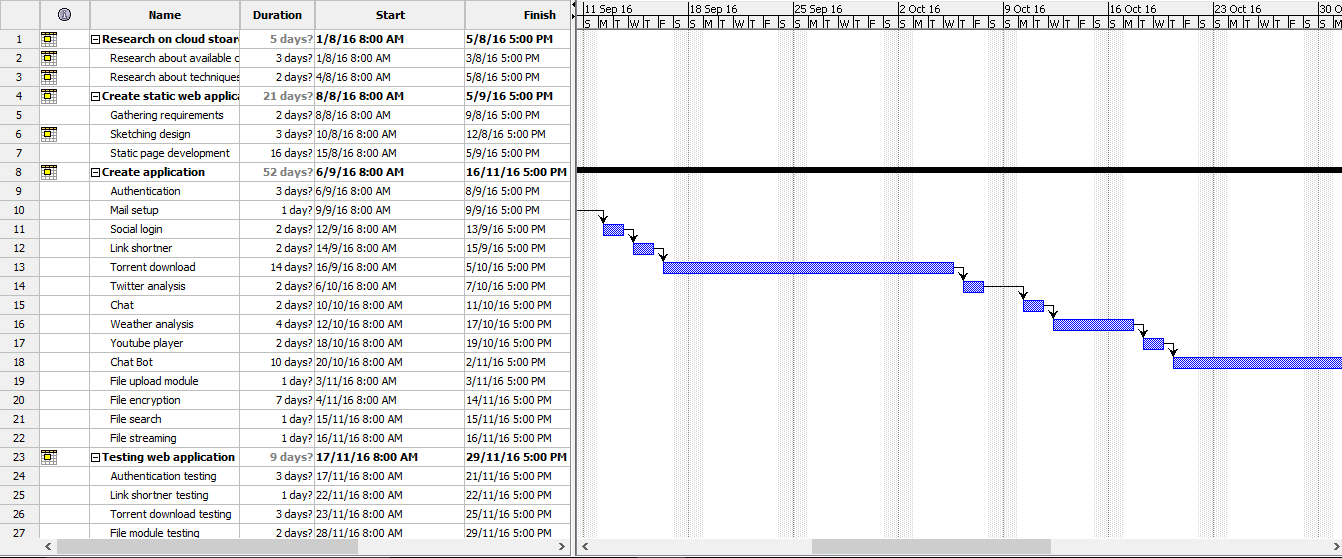 Name Duration Start Finish 11 Sep 16 18 Sep 16 25 Sep 16 2 Oct 16 9 Oct 16 16 Oct 16 23 Oct 16 30 O
S M T W T F S S M T W T F S S M T W T F S S M T W T F S S M T W T F S S M T W T F S S M T W T F S S M
1 Research on cloud stoar 5 days? 1/8/16 8:00 AM 5/8/16 5:00 PM
2 Research about available c 3 days? 1/8/16 8:00 AM 3/8/16 5:00 PM
3 Research about techniques 2 days? 4/8/16 8:00 AM 5/8/16 5:00 PM
4 Create static web applica 21 days? 8/8/16 8:00 AM 5/9/16 5:00 PM
5 Gathering requirements 2 days? 8/8/16 8:00 AM 9/8/16 5:00 PM
6 Sketching design 3 days? 10/8/16 8:00 AM 12/8/16 5:00 PM
7 Static page development 16 days? 15/8/16 8:00 AM 5/9/16 5:00 PM
8 Create application 52 days? 6/9/16 8:00 AM 16/11/16 5:00 PM
9 Authentication 3 days? 6/9/16 8:00 AM 8/9/16 5:00 PM
10 Mail setup 1 day? 9/9/16 8:00 AM 9/9/16 5:00 PM
11 Social login 2 days? 12/9/16 8:00 AM 13/9/16 5:00 PM
12 Link shortner 2 days? 14/9/16 8:00 AM 15/9/16 5:00 PM
13 Torrent download 14 days? 16/9/16 8:00 AM 5/10/16 5:00 PM
14 Twitter analysis 2 days? 6/10/16 8:00 AM 7/10/16 5:00 PM
15 Chat 2 days? 10/10/16 8:00 AM 11/10/16 5:00 PM
16 Weather analysis 4 days? 12/10/16 8:00 AM 17/10/16 5:00 PM
17 Youtube player 2 days? 18/10/16 8:00 AM 19/10/16 5:00 PM
18 Chat Bot 10 days? 20/10/16 8:00 AM 2/11/16 5:00 PM
19 File upload module 1 day? 3/11/16 8:00 AM 3/11/16 5:00 PM
20 File encryption 7 days? 4/11/16 8:00 AM 14/11/16 5:00 PM
21 File search 1 day? 15/11/16 8:00 AM 15/11/16 5:00 PM
22 File streaming 1 day? 16/11/16 8:00 AM 16/11/16 5:00 PM
23 Testing web application 9 days? 17/11/16 8:00 AM 29/11/16 5:00 PM
24 Authentication testing 3 days? 17/11/16 8:00 AM 21/11/16 5:00 PM
25 Link shortner testing 1 day? 22/11/16 8:00 AM 22/11/16 5:00 PM
26 Torrent download testing 3 days? 23/11/16 8:00 AM 25/11/16 5:00 PM
27 File module testing 2 days? 28/11/16 8:00 AM 29/11/16 5:00 PM